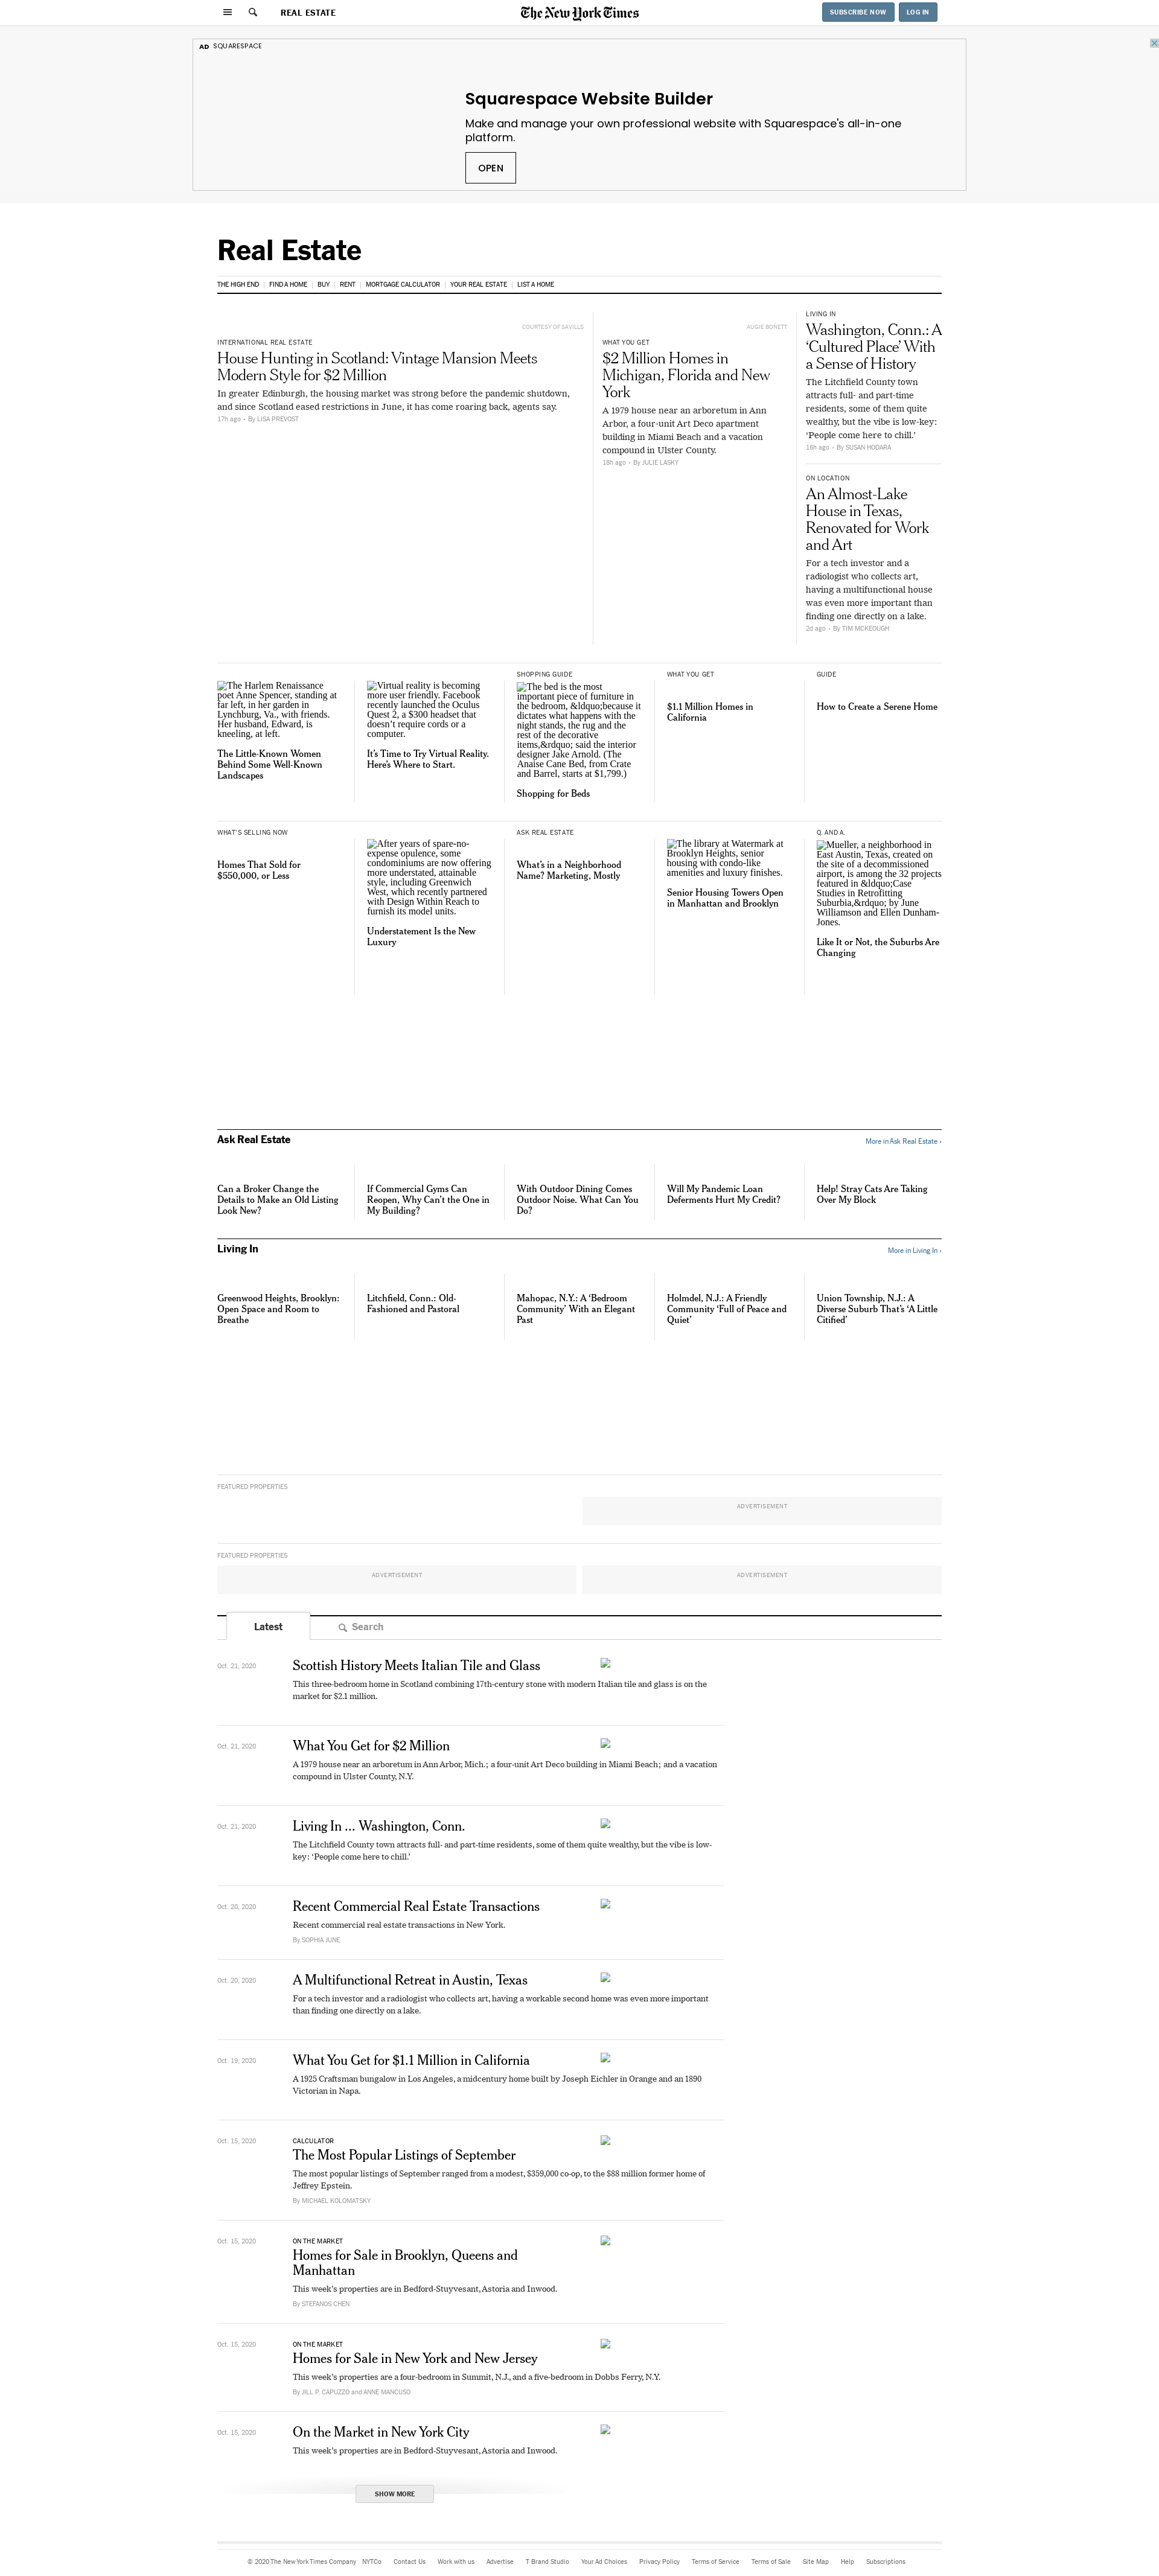 REAL ESTATE
The New York Times
SUBSCRIBE NOW
LOG IN
AD SQUARESPACE
Squarespace Website Builder
Make and manage your own professional website with Squarespace's all-in-one
platform.
OPEN
Real Estate
THE HIGH END
FIND A HOME
BUY
RENT
MORTGAGE CALCULATOR
YOUR REAL ESTATE
LIST A HOME
COURTESY OF SAVILLS
INTERNATIONAL REAL ESTATE
House Hunting in Scotland: Vintage Mansion Meets
Modern Style for $2 Million
In greater Edinburgh, the housing market was strong before the pandemic shutdown,
and since Scotland eased restrictions in June, it has come roaring back, agents say.
17h ago - By LISA PREVOST
AUGIE BONETT
WHAT YOU GET
$2 Million Homes in
Michigan, Florida and New
York
A 1979 house near an arboretum in Ann
Arbor, a four-unit Art Deco apartment
building in Miami Beach and a vacation
compound in Ulster County.
18h ago - By JULIE LASKY
LIVING IN
Washington, Conn.: A
‘Cultured Place’ With
a Sense of History
The Litchfield County town
attracts full- and part-time
residents, some of them quite
wealthy, but the vibe is low-key:
‘People come here to chill.’
16h ago - By SUSAN HODARA
ON LOCATION
An Almost-Lake
House in Texas,
Renovated for Work
and Art
For a tech investor and a
radiologist who collects art,
having a multifunctional house
was even more important than
finding one directly on a lake.
2d ago - By TIM MCKEOUGH
The Harlem Renaissance
poet Anne Spencer, standing at
far left, in her garden in
Lynchburg, Va., with friends.
Her husband, Edward, is
kneeling, at left.
The Little-Known Women
Behind Some Well-Known
Landscapes
Virtual reality is becoming
more user friendly. Facebook
recently launched the Oculus
Quest 2, a $300 headset that
doesn’t require cords or a
computer.
It’s Time to Try Virtual Reality.
Here’s Where to Start.
SHOPPING GUIDE
The bed is the most
important piece of furniture in
the bedroom, &ldquo;because it
dictates what happens with the
night stands, the rug and the
rest of the decorative
items,&rdquo; said the interior
designer Jake Arnold. (The
Anaise Cane Bed, from Crate
and Barrel, starts at $1,799.)
Shopping for Beds
WHAT YOU GET
$1.1 Million Homes in
California
GUIDE
How to Create a Serene Home
WHAT’S SELLING NOW
Homes That Sold for
$550,000, or Less
After years of spare-no-
expense opulence, some
condominiums are now offering
more understated, attainable
style, including Greenwich
West, which recently partnered
with Design Within Reach to
furnish its model units.
Understatement Is the New
Luxury
ASK REAL ESTATE
What’s in a Neighborhood
Name? Marketing, Mostly
The library at Watermark at
Brooklyn Heights, senior
housing with condo-like
amenities and luxury finishes.
Senior Housing Towers Open
in Manhattan and Brooklyn
Q. AND A.
Mueller, a neighborhood in
East Austin, Texas, created on
the site of a decommissioned
airport, is among the 32 projects
featured in &ldquo;Case
Studies in Retrofitting
Suburbia,&rdquo; by June
Williamson and Ellen Dunham-
Jones.
Like It or Not, the Suburbs Are
Changing
Ask Real Estate
More in Ask Real Estate ›
Can a Broker Change the
Details to Make an Old Listing
Look New?
If Commercial Gyms Can
Reopen, Why Can’t the One in
My Building?
With Outdoor Dining Comes
Outdoor Noise. What Can You
Do?
Will My Pandemic Loan
Deferments Hurt My Credit?
Help! Stray Cats Are Taking
Over My Block
Living In
More in Living In ›
Greenwood Heights, Brooklyn:
Open Space and Room to
Breathe
Litchfield, Conn.: Old-
Fashioned and Pastoral
Mahopac, N.Y.: A ‘Bedroom
Community’ With an Elegant
Past
Holmdel, N.J.: A Friendly
Community ‘Full of Peace and
Quiet’
Union Township, N.J.: A
Diverse Suburb That’s ‘A Little
Citified’
FEATURED PROPERTIES
ADVERTISEMENT
FEATURED PROPERTIES
ADVERTISEMENT
ADVERTISEMENT
Latest
Search
Oct. 21, 2020
Scottish History Meets Italian Tile and Glass
This three-bedroom home in Scotland combining 17th-century stone with modern Italian tile and glass is on the
market for $2.1 million.
Oct. 21, 2020
What You Get for $2 Million
A 1979 house near an arboretum in Ann Arbor, Mich.; a four-unit Art Deco building in Miami Beach; and a vacation
compound in Ulster County, N.Y.
Oct. 21, 2020
Living In ... Washington, Conn.
The Litchfield County town attracts full- and part-time residents, some of them quite wealthy, but the vibe is low-
key: ‘People come here to chill.’
Oct. 20, 2020
Recent Commercial Real Estate Transactions
Recent commercial real estate transactions in New York.
By SOPHIA JUNE
Oct. 20, 2020
A Multifunctional Retreat in Austin, Texas
For a tech investor and a radiologist who collects art, having a workable second home was even more important
than finding one directly on a lake.
Oct. 19, 2020
What You Get for $1.1 Million in California
A 1925 Craftsman bungalow in Los Angeles, a midcentury home built by Joseph Eichler in Orange and an 1890
Victorian in Napa.
Oct. 15, 2020
CALCULATOR
The Most Popular Listings of September
The most popular listings of September ranged from a modest, $359,000 co-op, to the $88 million former home of
Jeffrey Epstein.
By MICHAEL KOLOMATSKY
Oct. 15, 2020
ON THE MARKET
Homes for Sale in Brooklyn, Queens and
Manhattan
This week’s properties are in Bedford-Stuyvesant, Astoria and Inwood.
By STEFANOS CHEN
Oct. 15, 2020
ON THE MARKET
Homes for Sale in New York and New Jersey
This week’s properties are a four-bedroom in Summit, N.J., and a five-bedroom in Dobbs Ferry, N.Y.
By JILL P. CAPUZZO and ANNE MANCUSO
Oct. 15, 2020
On the Market in New York City
This week’s properties are in Bedford-Stuyvesant, Astoria and Inwood.
SHOW MORE
© 2020 The New York Times Company NYTCo Contact Us Work with us Advertise T Brand Studio Your Ad Choices Privacy Policy Terms of Service Terms of Sale Site Map Help Subscriptions